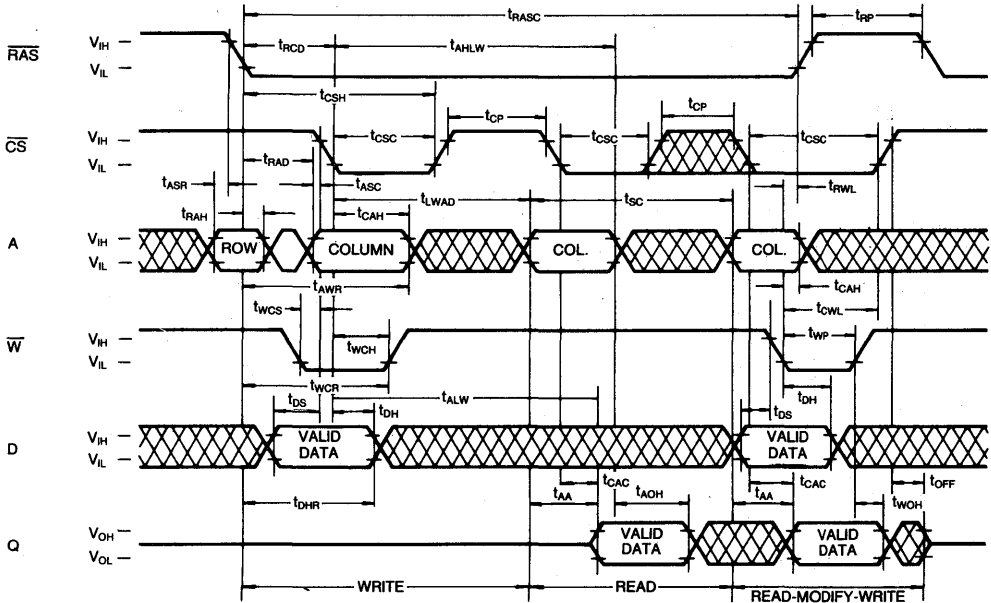 tRASC
tRP
RAS
VIH
VIL
tRCD
tAHLW
tCSH
tCP
tCP
CS
VIH
VIL
tCSC
tCSC
tCSC
tRAD
tASR
tASC
tRWL
tLWAD
tSC
tRAH
tCAH
A
VIH
VIL
ROW
COLUMN
COL.
COL.
tAWR
tCAH
tWCS
tCWL
W
VIH
VIL
tWCH
tWP
tWCR
tALW
tDS
tDH
tDS
tDH
D
VIH
VIL
VALID
DATA
VALID
DATA
tDHR
tCAC
tAA
tAOH
tAA
tCAC
tWOH
tOFF
Q
VOH
VOL
VALID
DATA
VALID
DATA
WRITE
READ
READ-MODIFY-WRITE